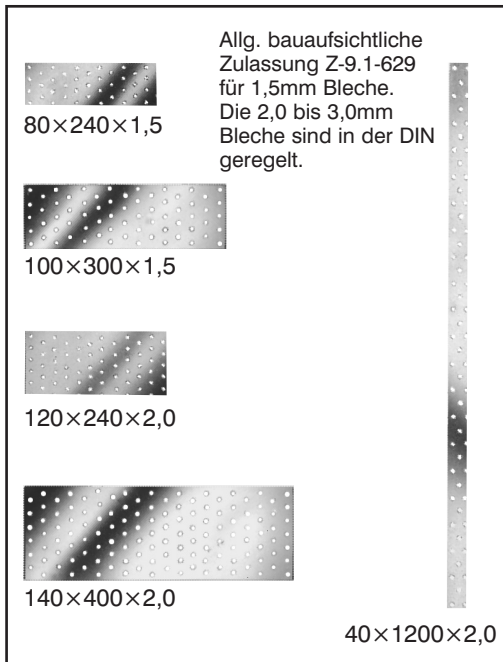 Allg. bauaufsichtliche
Zulassung Z-9.1-629
für 1,5mm Bleche.
Die 2,0 bis 3,0mm
Bleche sind in der DIN
geregelt.
80×240×1,5
100×300×1,5
120×240×2,0
140×400×2,0
40×1200×2,0